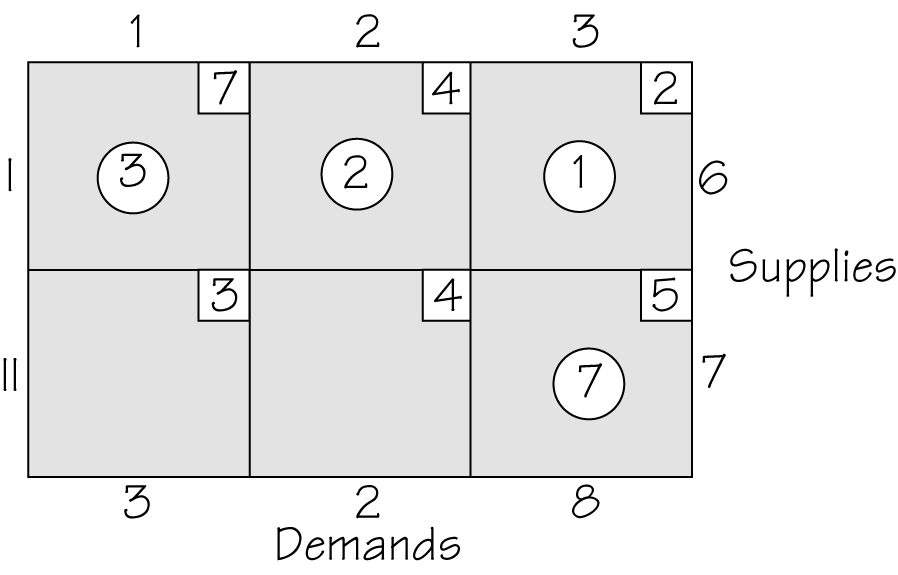 1 2 3
7 4 2
I 3 2 1 6
Supplies
3 4 5
II 7 7
3 2 8
Demands